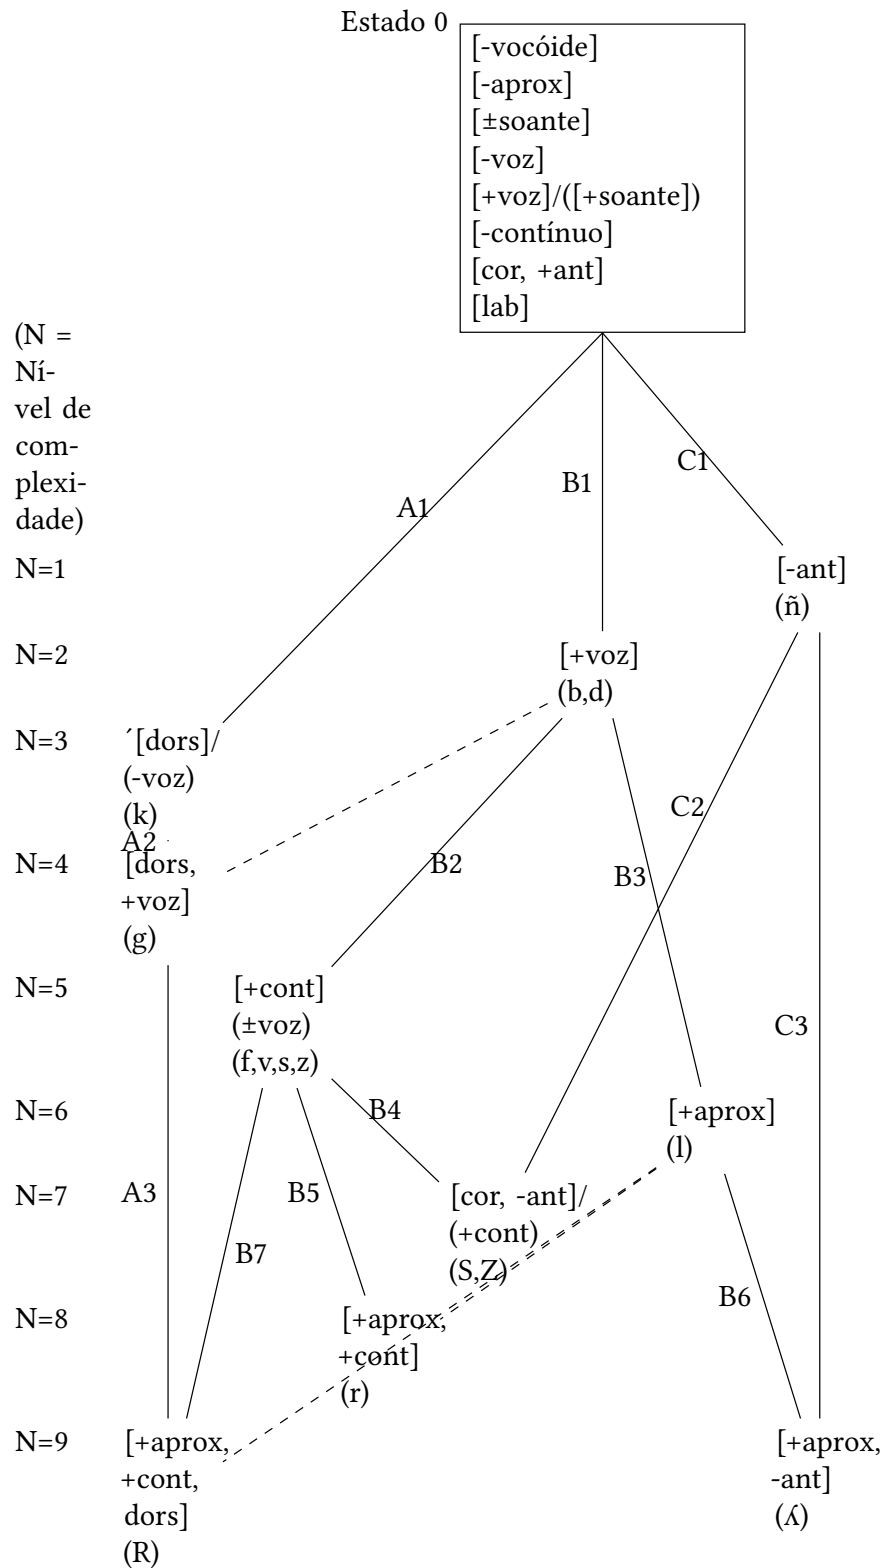 Estado 0
[-vocóide]
[-aprox]
[±soante]
[-voz]
[+voz]/([+soante])
[-contínuo]
[cor, +ant]
[lab]
(N =
Ní-
vel de
com-
plexi-
dade)
A1
B1
C1
N=1
[-ant]
(ñ)
N=2
[+voz]
(b,d)
N=3
´[dors]/
(-voz)
(k)
A2
C2
N=4
[dors,
+voz]
(g)
B2
B3
N=5
[+cont]
(±voz)
(f,v,s,z)
C3
N=6
B4
[+aprox]
(l)
N=7
A3
B5
[cor, -ant]/
(+cont)
(S,Z)
B7
B6
N=8
[+aprox,
+cont]
(r)
N=9
[+aprox,
+cont,
dors]
(R)
[+aprox,
-ant]
(ʎ)